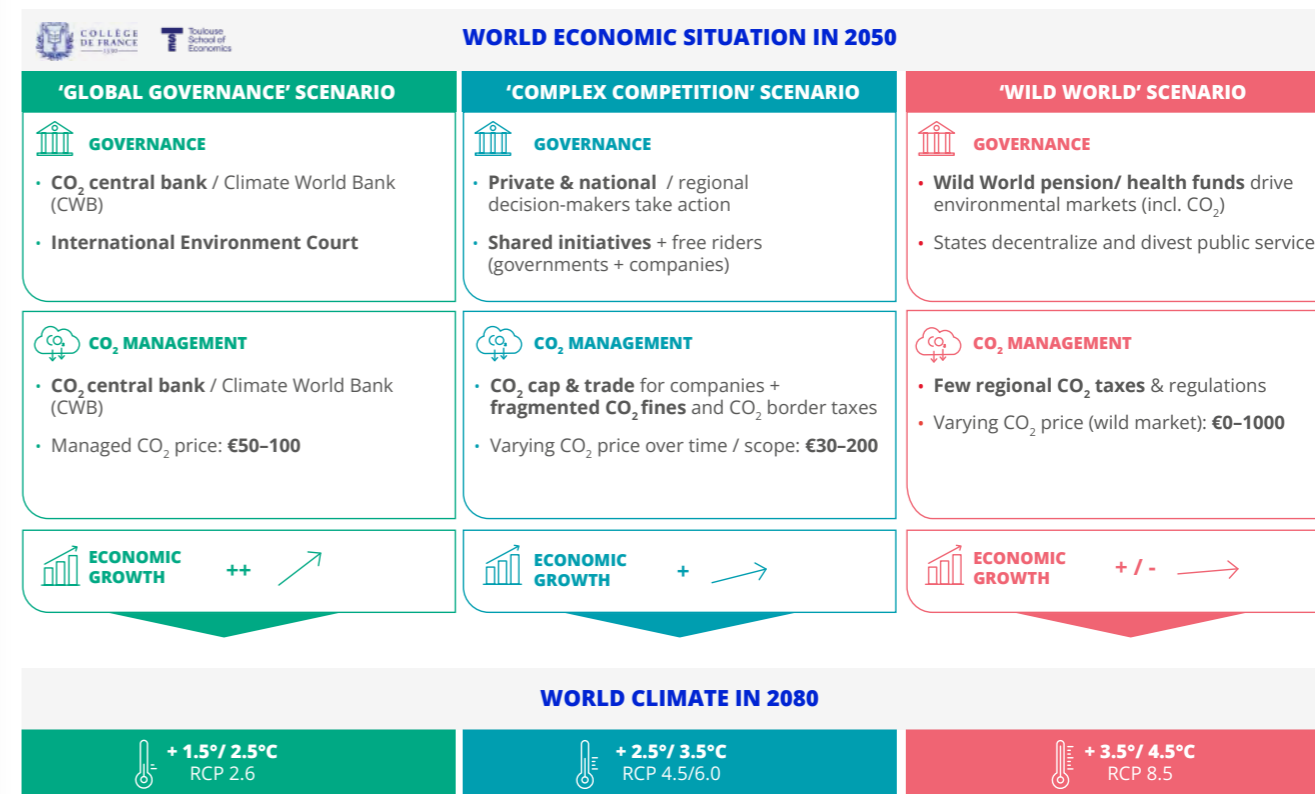 COLLÈGE
DE FRANCE
1530
Toulouse
School of
Economics
WORLD ECONOMIC SITUATION IN 2050
‘GLOBAL GOVERNANCE’ SCENARIO
GOVERNANCE
• CO₂ central bank / Climate World Bank
(CWB)
• International Environment Court
CO₂ CO₂ MANAGEMENT
• CO₂ central bank / Climate World Bank
(CWB)
• Managed CO₂ price: €50–100
ECONOMIC
GROWTH ++
‘COMPLEX COMPETITION’ SCENARIO
GOVERNANCE
• Private & national / regional
decision-makers take action
• Shared initiatives + free riders
(governments + companies)
CO₂ CO₂ MANAGEMENT
• CO₂ cap & trade for companies +
fragmented CO₂ fines and CO₂ border taxes
• Varying CO₂ price over time / scope: €30–200
ECONOMIC
GROWTH +
‘WILD WORLD’ SCENARIO
GOVERNANCE
• Wild World pension/ health funds drive
environmental markets (incl. CO₂)
• States decentralize and divest public service
CO₂ CO₂ MANAGEMENT
• Few regional CO₂ taxes & regulations
• Varying CO₂ price (wild market): €0–1000
ECONOMIC
GROWTH + / -
WORLD CLIMATE IN 2080
+ 1.5°/ 2.5°C
RCP 2.6
+ 2.5°/ 3.5°C
RCP 4.5/6.0
+ 3.5°/ 4.5°C
RCP 8.5